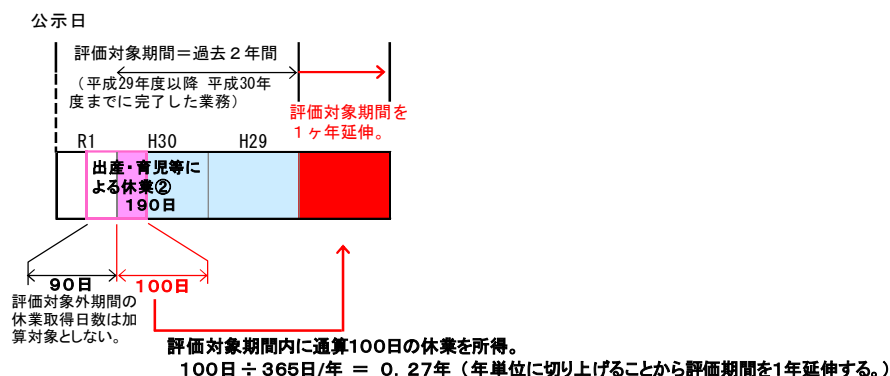 公示日
評価対象期間＝過去２年間
（平成29年度以降 平成30年
度までに完了した業務）
評価対象期間を
１ヶ年延伸。
R1 H30 H29
出産・育児等に
よる休業②
190日
90日 100日
評価対象外期間の
休業取得日数は加
算対象としない。
評価対象期間内に通算100日の休業を所得。
100日÷365日/年 ＝ ０．２７年（年単位に切り上げることから評価期間を1年延伸する。）